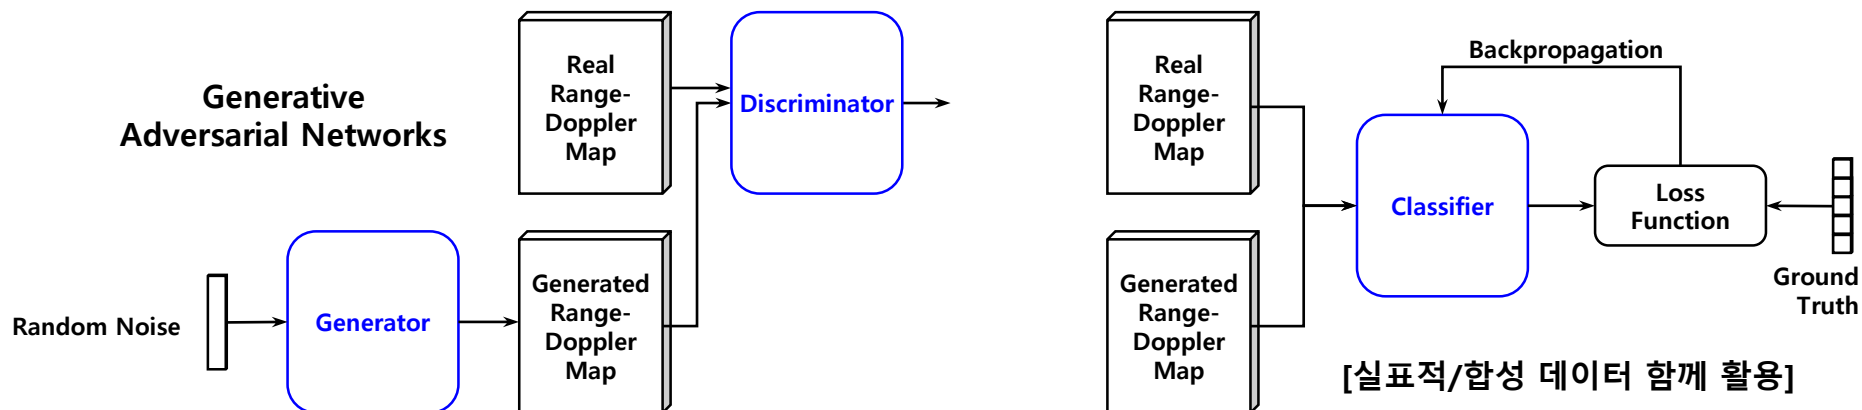 Generative
Adversarial Networks
Real
Range-
Doppler
Map
Discriminator
Random Noise
Generator
Generated
Range-
Doppler
Map
Real
Range-
Doppler
Map
Generated
Range-
Doppler
Map
Backpropagation
Classifier
Loss
Function
Ground
Truth
[실표적/합성 데이터 함께 활용]